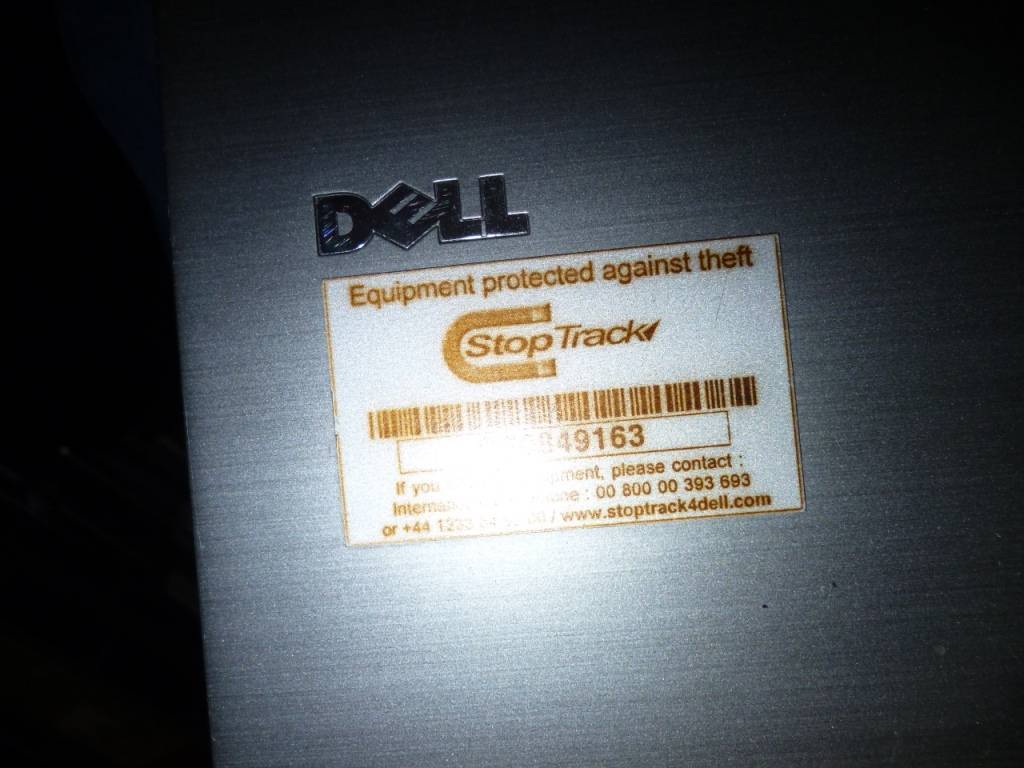 DELL
Equipment protected against theft
StopTrack
849163
If you please contact :
: 00 800 00 393 693
or +44 / www.stoptrack4dell.com